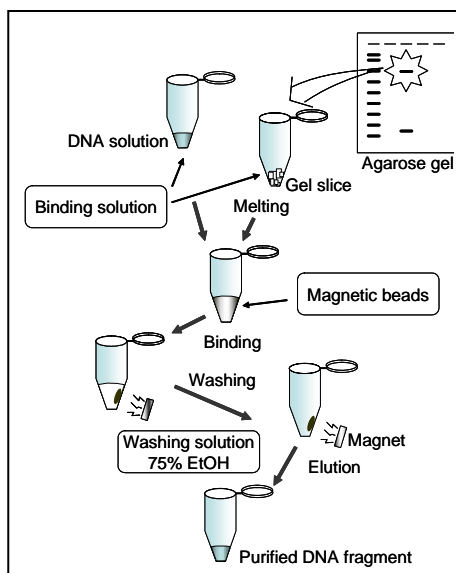 DNA solution
Agarose gel
Gel slice
Binding solution
Melting
Magnetic beads
Binding
Washing
Washing solution
75% EtOH
Magnet
Elution
Purified DNA fragment